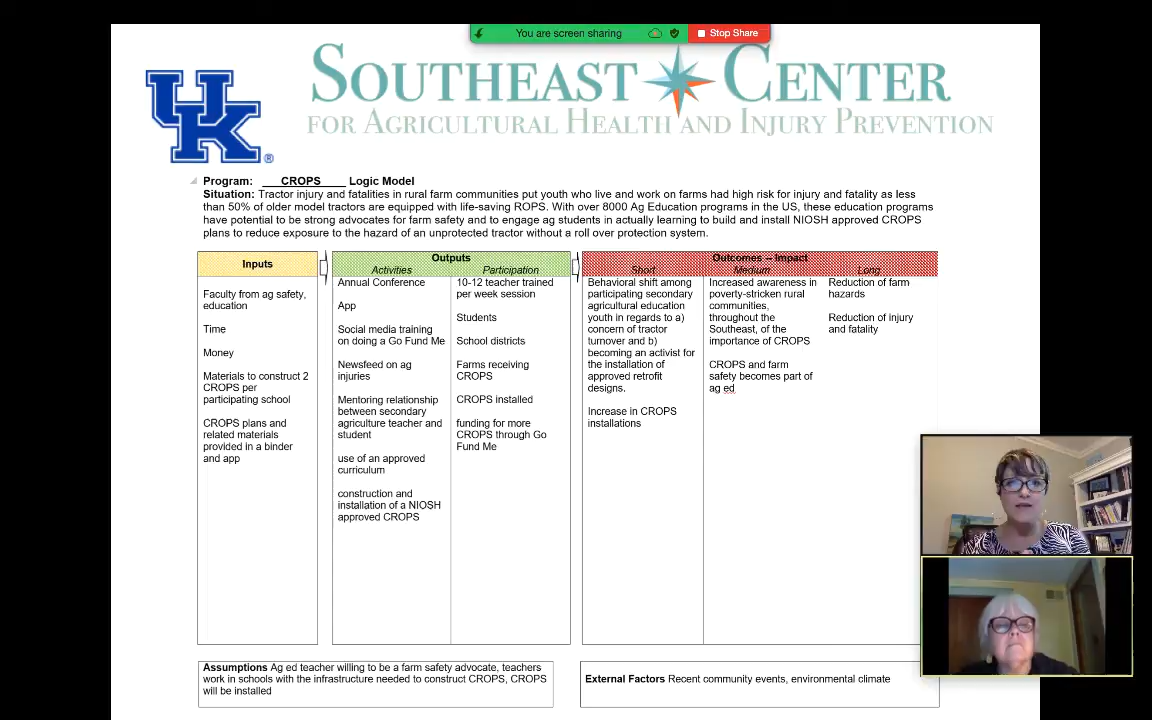 You are screen sharing
Stop Share
SOUTHEAST CENTER
FOR AGRICULTURAL HEALTH AND INJURY PREVENTION
UK
®
Program: CROPS Logic Model
Situation: Tractor injury and fatalities in rural farm communities put youth who live and work on farms had high risk for injury and fatality as less
than 50% of older model tractors are equipped with life-saving ROPS. With over 8000 Ag Education programs in the US, these education programs
have potential to be strong advocates for farm safety and to engage ag students in actually learning to build and install NIOSH approved CROPS
plans to reduce exposure to the hazard of an unprotected tractor without a roll over protection system.
Inputs
Faculty from ag safety,
education
Time
Money
Materials to construct 2
CROPS per
participating school
CROPS plans and
related materials
provided in a binder
and app
Outputs
Activities
Annual Conference
App
Social media training
on doing a Go Fund Me
Newsfeed on ag
injuries
Mentoring relationship
between secondary
agriculture teacher and
student
use of an approved
curriculum
construction and
installation of a NIOSH
approved CROPS
Participation
10-12 teacher trained
per week session
Students
School districts
Farms receiving
CROPS
CROPS installed
funding for more
CROPS through Go
Fund Me
Outcomes -- Impact
Short
Behavioral shift among
participating secondary
agricultural education
youth in regards to a)
concern of tractor
turnover and b)
becoming an activist for
the installation of
approved retrofit
designs.
Increase in CROPS
installations
Medium
Increased awareness in
poverty-stricken rural
communities,
throughout the
Southeast, of the
importance of CROPS
CROPS and farm
safety becomes part of
ag ed
Long
Reduction of farm
hazards
Reduction of injury
and fatality
Assumptions Ag ed teacher willing to be a farm safety advocate, teachers
work in schools with the infrastructure needed to construct CROPS, CROPS
will be installed
External Factors Recent community events, environmental climate